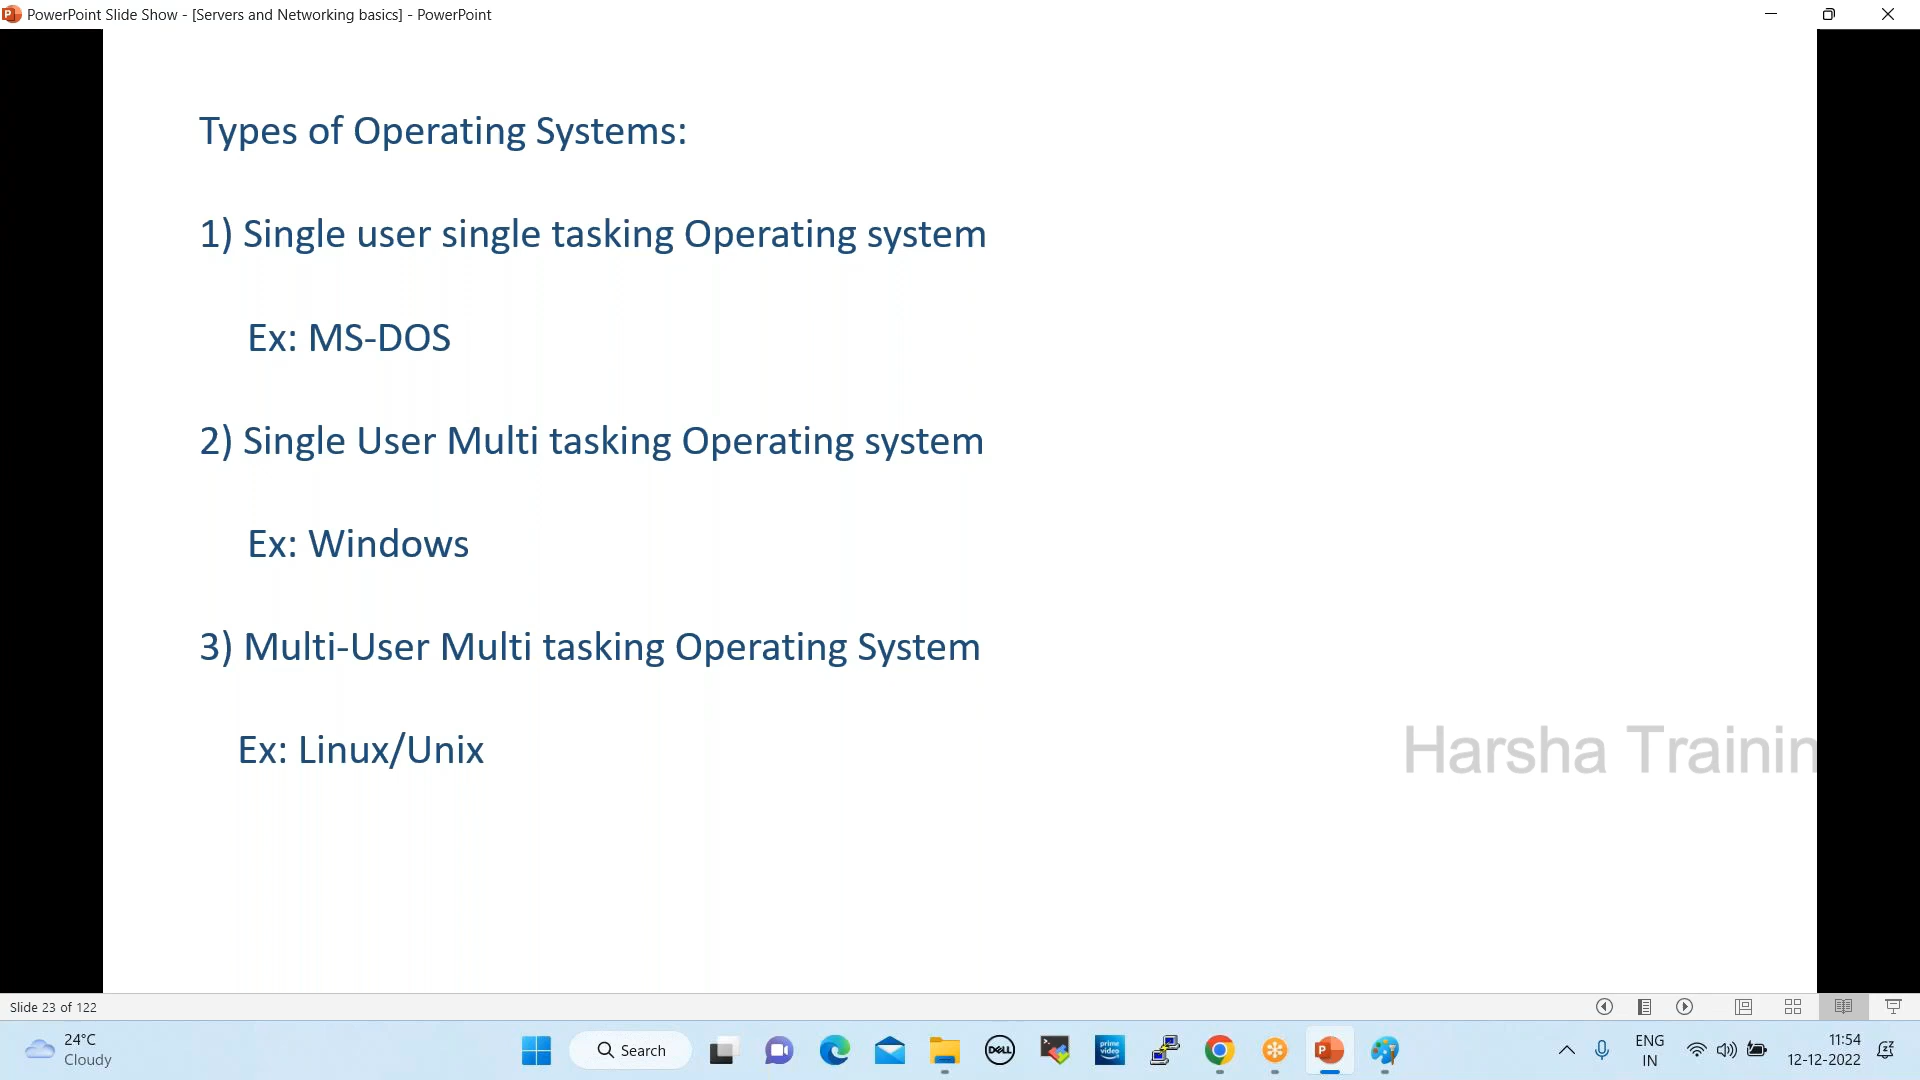 PowerPoint Slide Show - [Servers and Networking basics] - PowerPoint
Types of Operating Systems:
1) Single user single tasking Operating system
Ex: MS-DOS
2) Single User Multi tasking Operating system
Ex: Windows
3) Multi-User Multi tasking Operating System
Ex: Linux/Unix
Harsha Trainin
Slide 23 of 122
24°C
Cloudy
Search
DELL
prime video
ENG
IN
11:54
12-12-2022